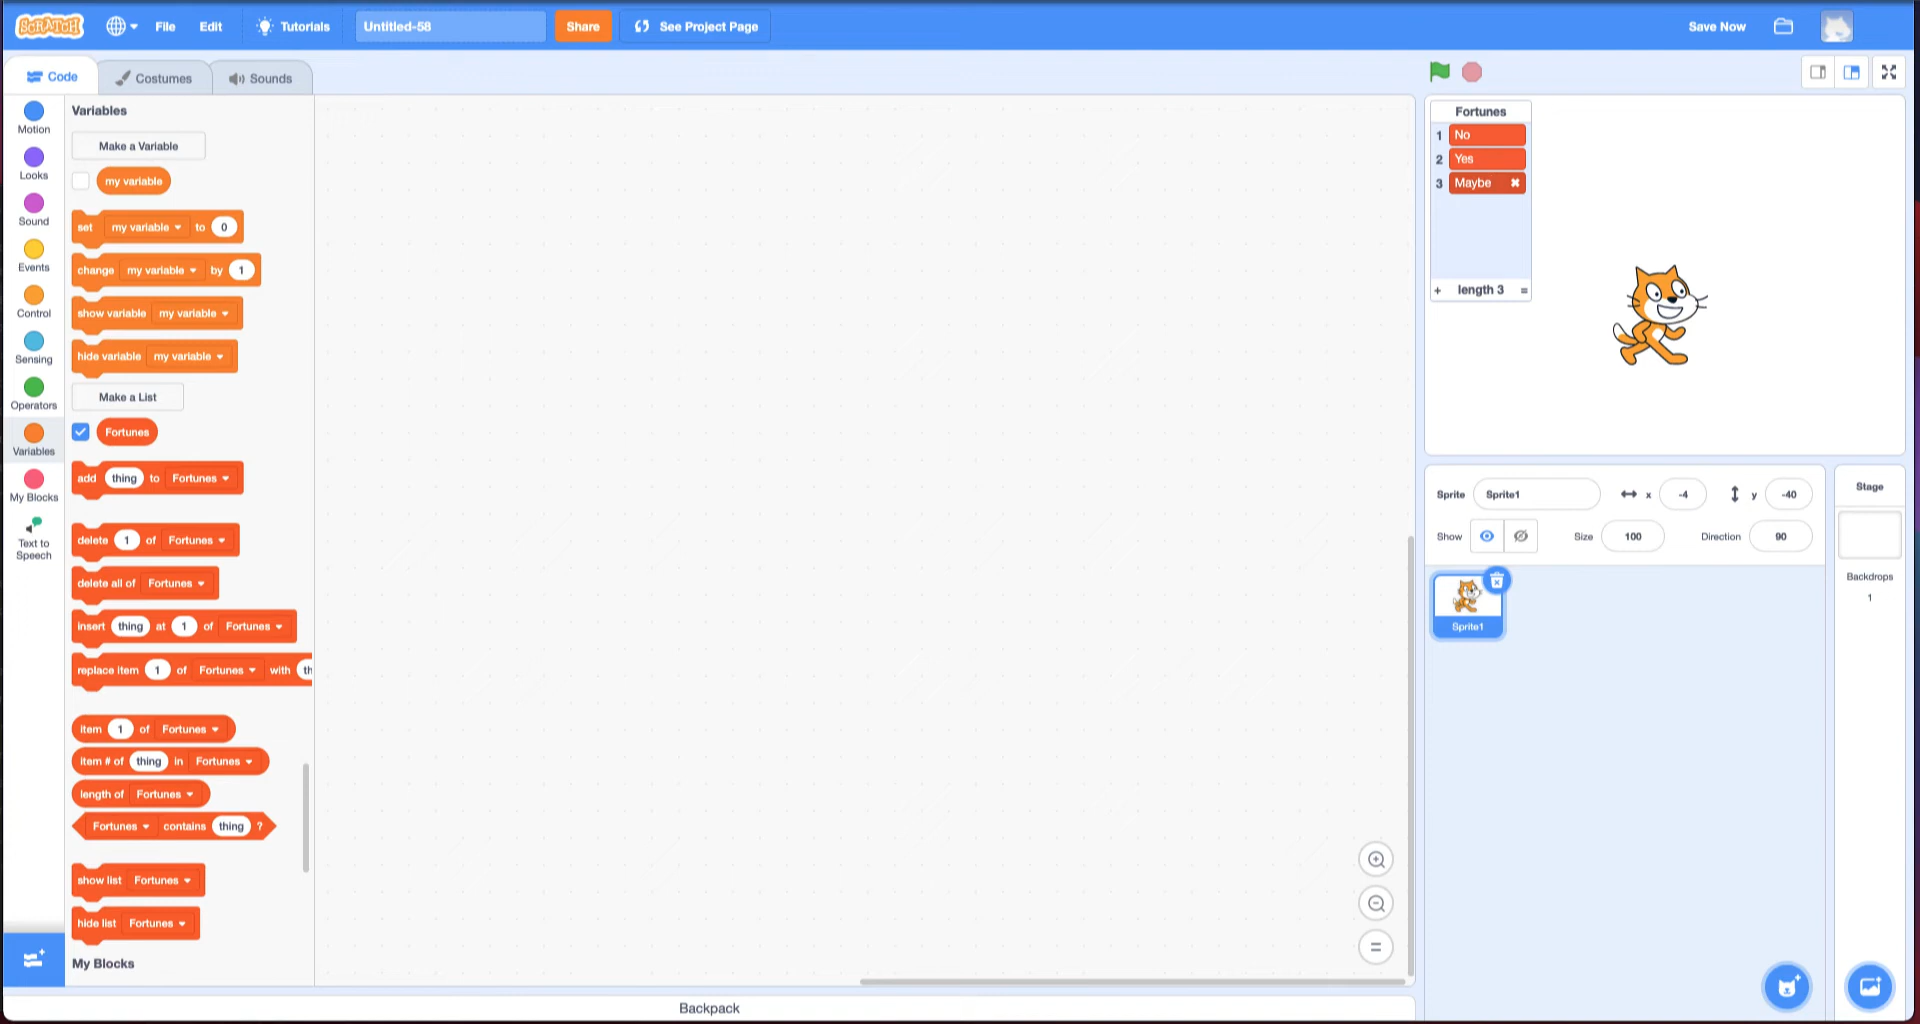 SCRATCH File Edit Tutorials Untitled-58 Share See Project Page Save Now
Code Costumes Sounds
Motion
Looks
Sound
Events
Control
Sensing
Operators
Variables
My Blocks
Text to
Speech
Variables
Make a Variable
my variable
set my variable to 0
change my variable by 1
show variable my variable
hide variable my variable
Make a List
Fortunes
add thing to Fortunes
delete 1 of Fortunes
delete all of Fortunes
insert thing at 1 of Fortunes
replace item 1 of Fortunes with th
item 1 of Fortunes
item # of thing in Fortunes
length of Fortunes
Fortunes contains thing ?
show list Fortunes
hide list Fortunes
My Blocks
Backpack
Fortunes
1 No
2 Yes
3 Maybe
+ length 3 =
Sprite Sprite1 x -4 y -40
Show Size 100 Direction 90
Sprite1
Stage
Backdrops
1